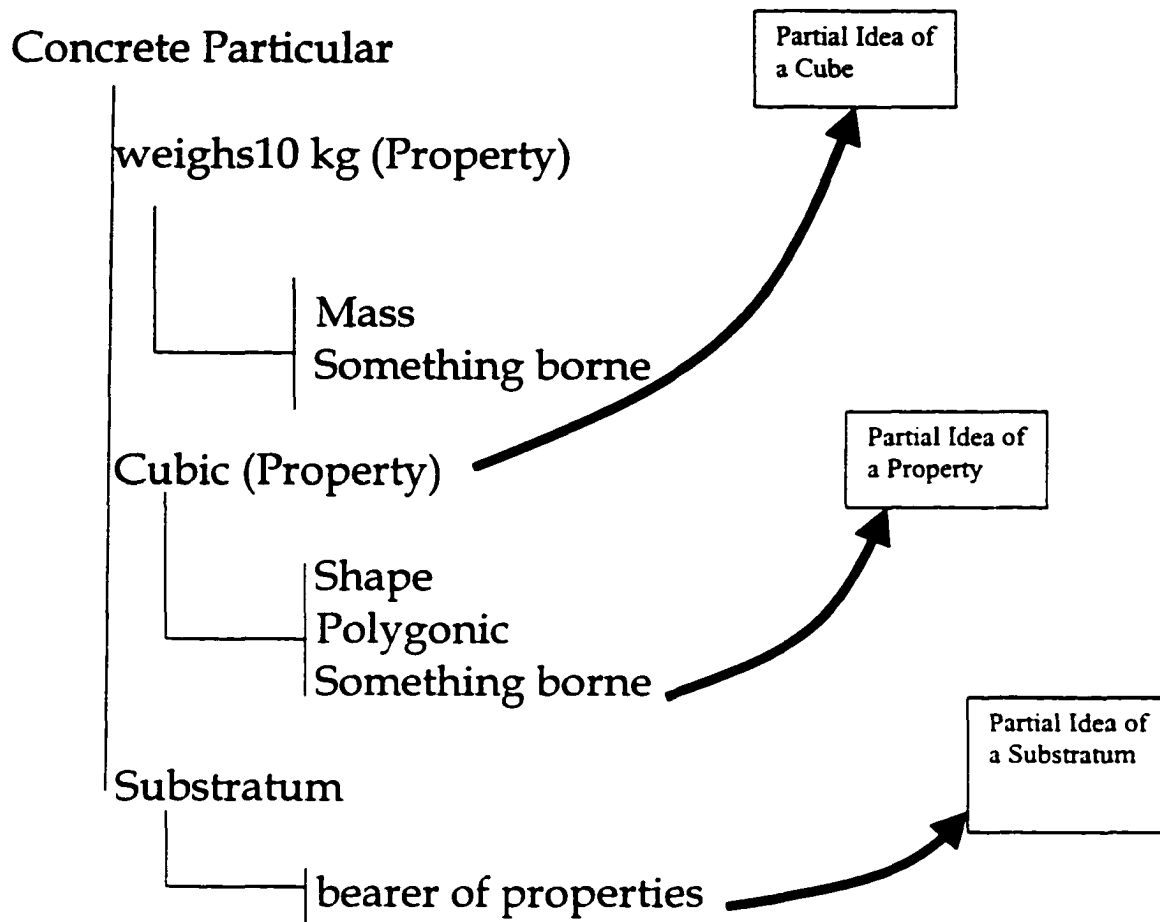 Concrete Particular
Partial Idea of
a Cube
weighs10 kg (Property)
Mass
Something borne
Cubic (Property)
Partial Idea of
a Property
Shape
Polygonic
Something borne
Partial Idea of
a Substratum
Substratum
bearer of properties